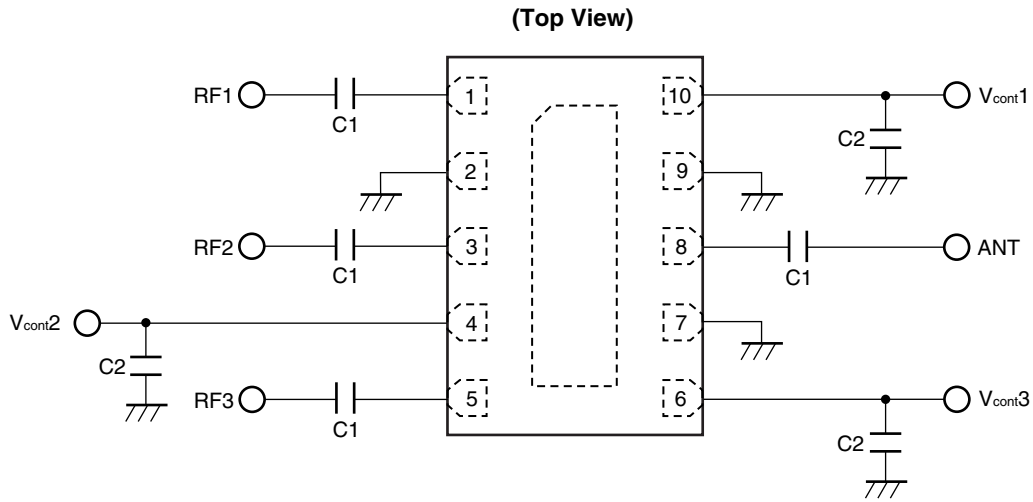 (Top View)
RF1
C1
1
10
Vcont1
C2
2
9
RF2
C1
3
8
C1
ANT
Vcont2
C2
4
7
RF3
C1
5
6
Vcont3
C2